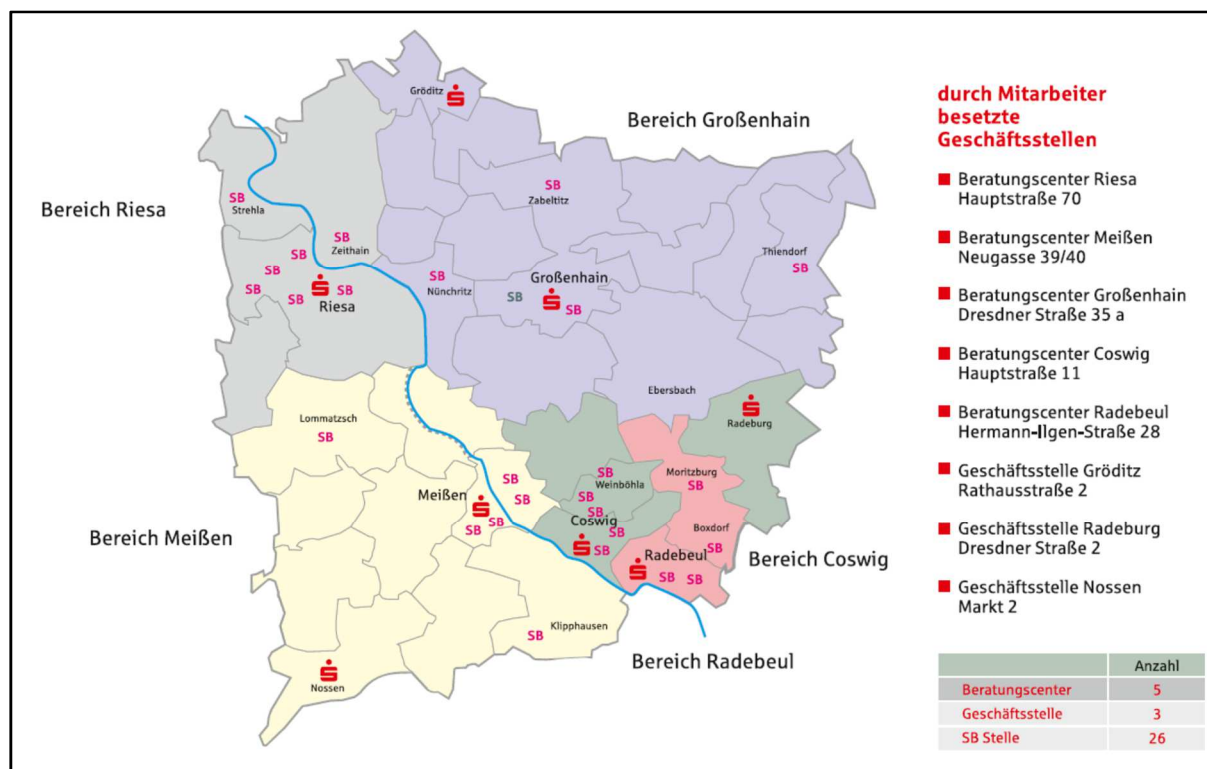 Gröditz
Bereich Großenhain
SB
Strehla
Bereich Riesa
SB
Zabeltitz
SB
Zeithain
SB
SB
SB
SB
SB
Riesa
SB
Nünchritz
Großenhain
SB
SB
Thiendorf
SB
Ebersbach
Radeburg
Lommatzsch
SB
Meißen
SB
SB
SB
SB
Bereich Meißen
SB
Weinböhla
SB
SB
Coswig
SB
SB
Moritzburg
SB
Boxdorf
SB
Radebeul
SB
SB
Bereich Coswig
Klipphausen
SB
Bereich Radebeul
Nossen
durch Mitarbeiter
besetzte
Geschäftsstellen
Beratungscenter Riesa
Hauptstraße 70
Beratungscenter Meißen
Neugasse 39/40
Beratungscenter Großenhain
Dresdner Straße 35 a
Beratungscenter Coswig
Hauptstraße 11
Beratungscenter Radebeul
Hermann-Ilgen-Straße 28
Geschäftsstelle Gröditz
Rathausstraße 2
Geschäftsstelle Radeburg
Dresdner Straße 2
Geschäftsstelle Nossen
Markt 2
Anzahl
Beratungscenter 5
Geschäftsstelle 3
SB Stelle 26